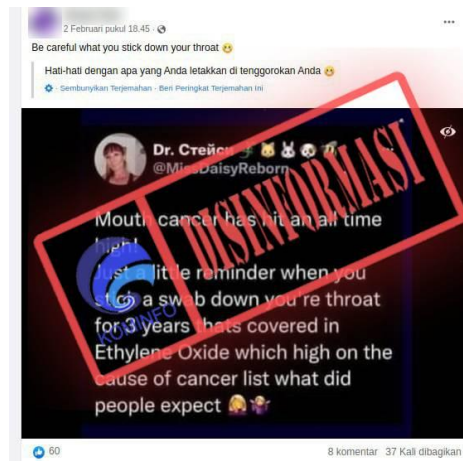 2 Februari pukul 18.45 ·
Be careful what you stick down your throat
Hati-hati dengan apa yang Anda letakkan di tenggorokan Anda
· Sembunyikan Terjemahan · Beri Peringkat Terjemahan Ini
Dr. Стейси
@MissDaisyReborn
Mouth cancer has hit an all time
high!
Just a little reminder when you
stick a swab down you're throat
for 3 years thats covered in
Ethylene Oxide which high on the
cause of cancer list what did
people expect
DISINFORMASI
KOMINFO
60
8 komentar 37 Kali dibagikan